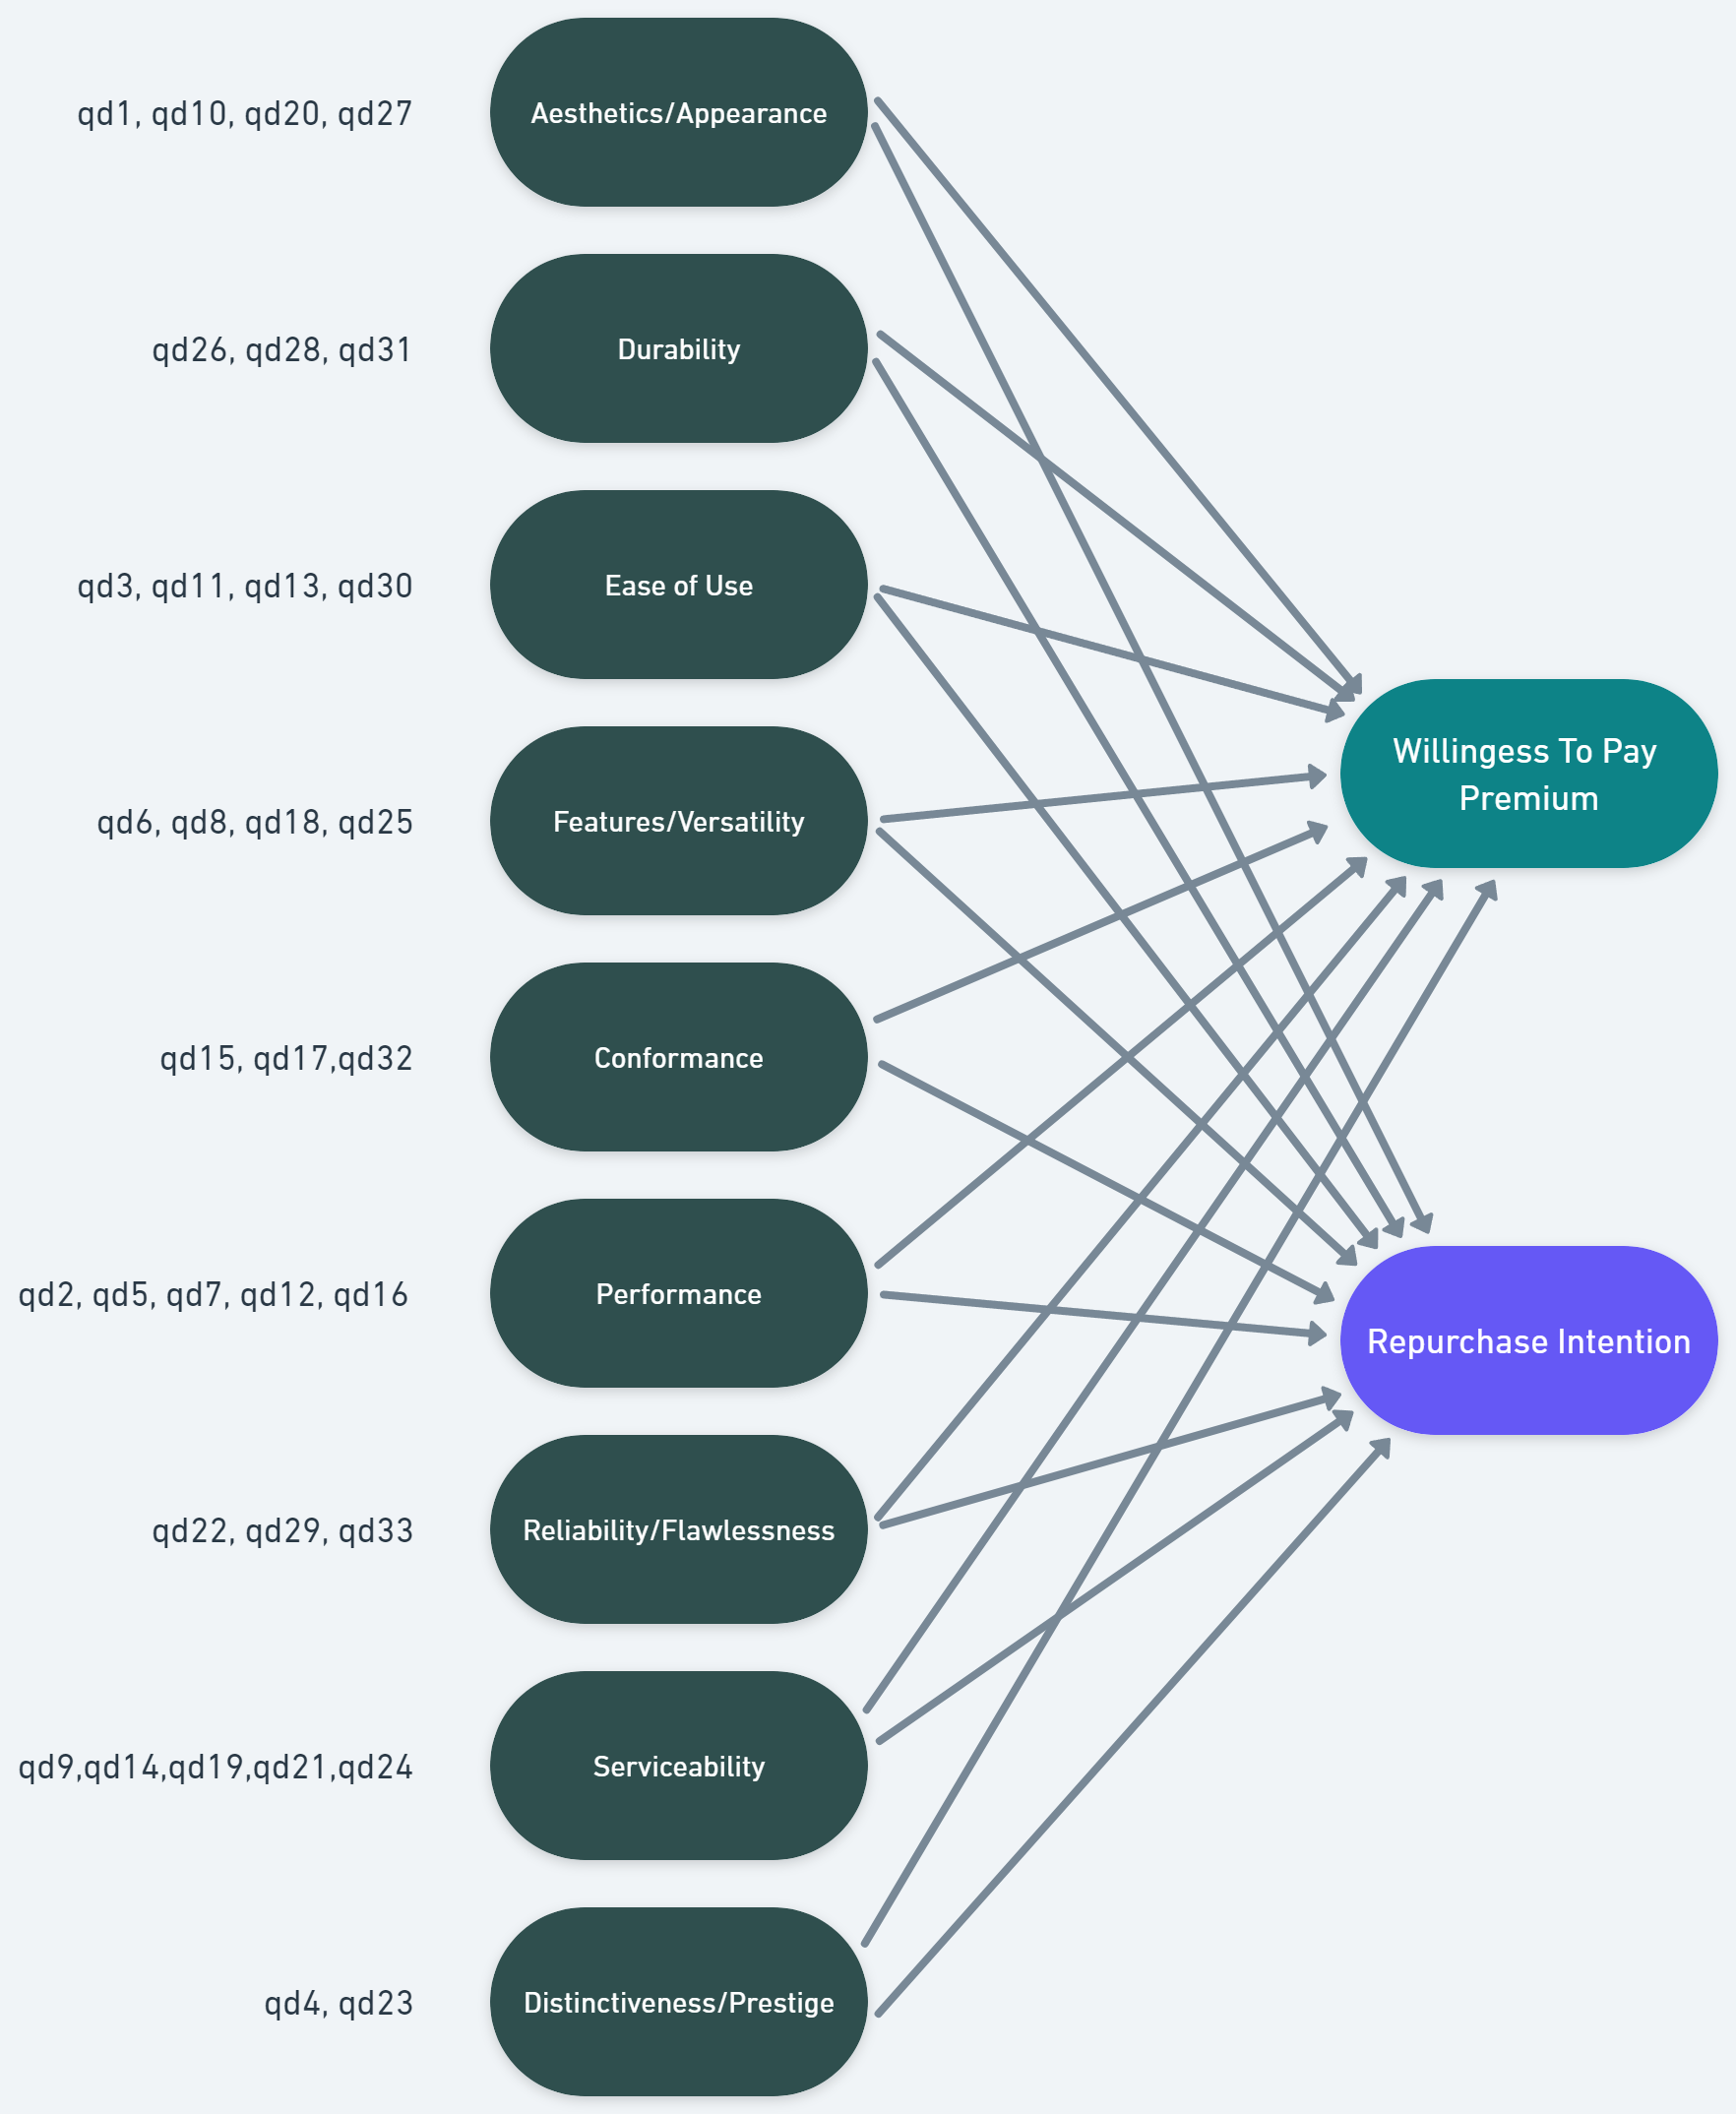 qd1, qd10, qd20, qd27
Aesthetics/Appearance
qd26, qd28, qd31
Durability
qd3, qd11, qd13, qd30
Ease of Use
qd6, qd8, qd18, qd25
Features/Versatility
Willingess To Pay
Premium
qd15, qd17,qd32
Conformance
qd2, qd5, qd7, qd12, qd16
Performance
Repurchase Intention
qd22, qd29, qd33
Reliability/Flawlessness
qd9,qd14,qd19,qd21,qd24
Serviceability
qd4, qd23
Distinctiveness/Prestige